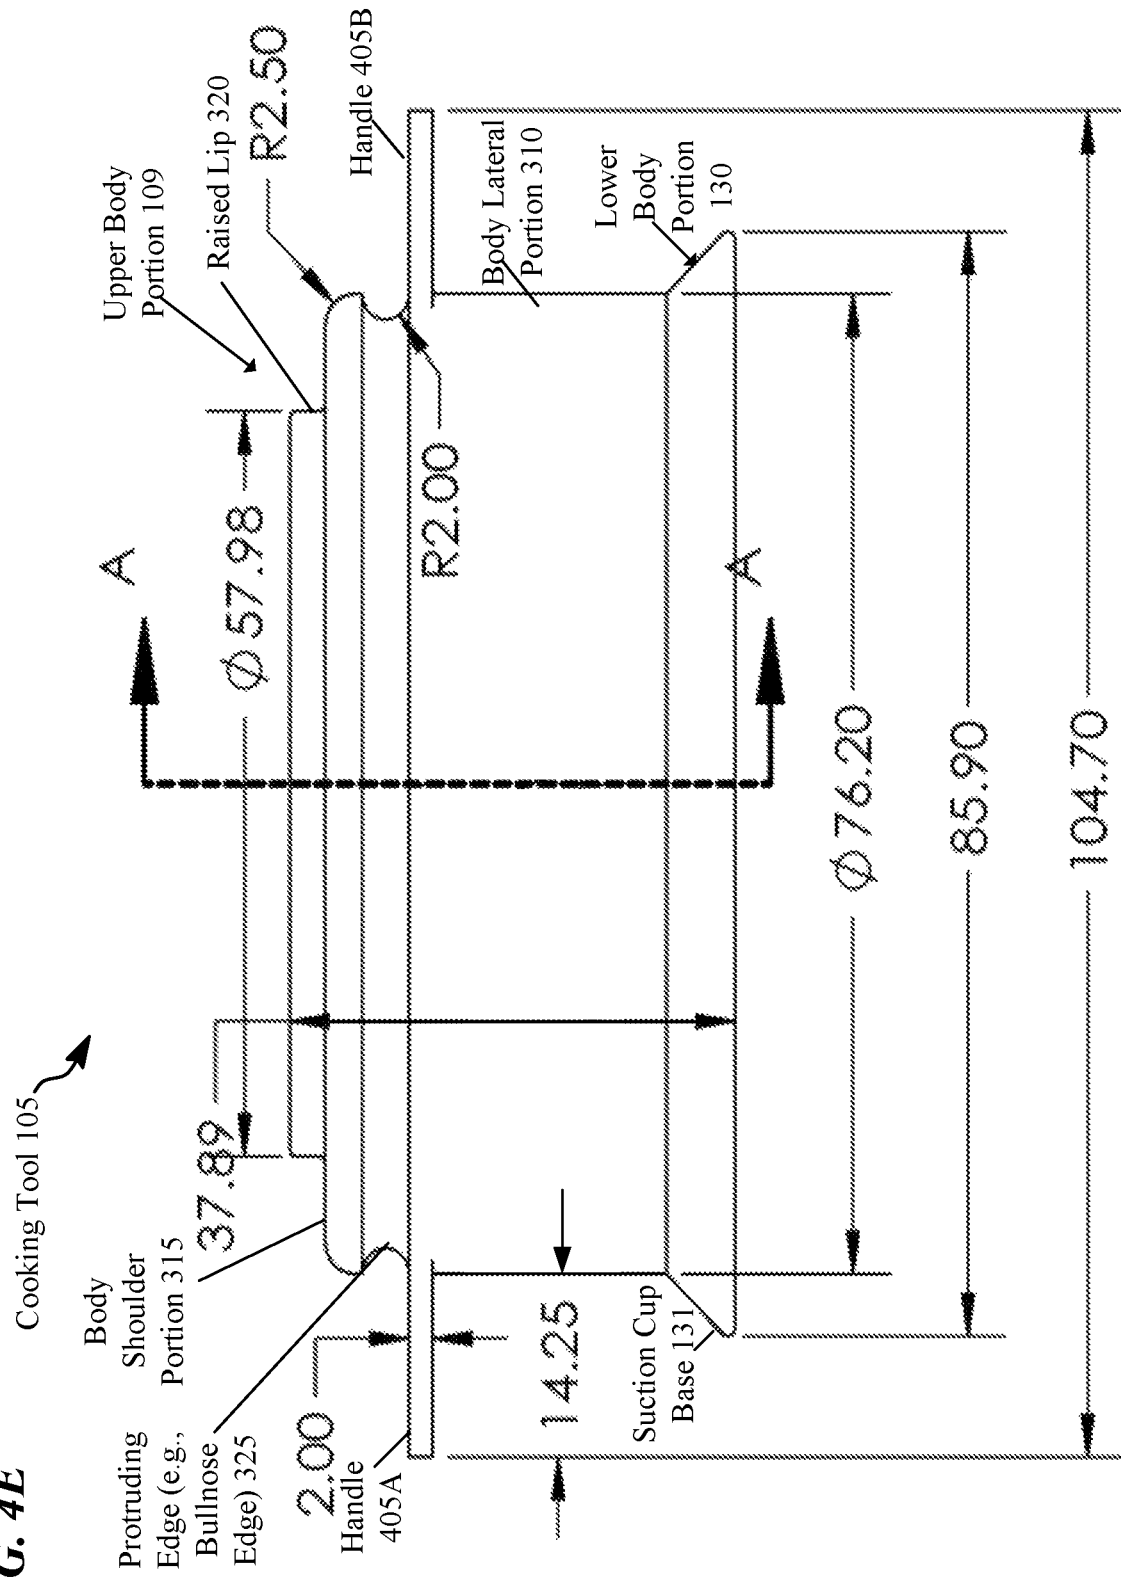 G. 4E
Cooking Tool 105
Body
Shoulder
Portion 315
Protruding
Edge (e.g.,
Bullnose
Edge) 325
Handle
405A
2.00
37.89
14.25
Suction Cup
Base 131
A
Ø57.98
Upper Body
Portion 109
Raised Lip 320
R2.50
Handle 405B
R2.00
Body Lateral
Portion 310
Lower
Body
Portion
130
A
Ø76.20
85.90
104.70